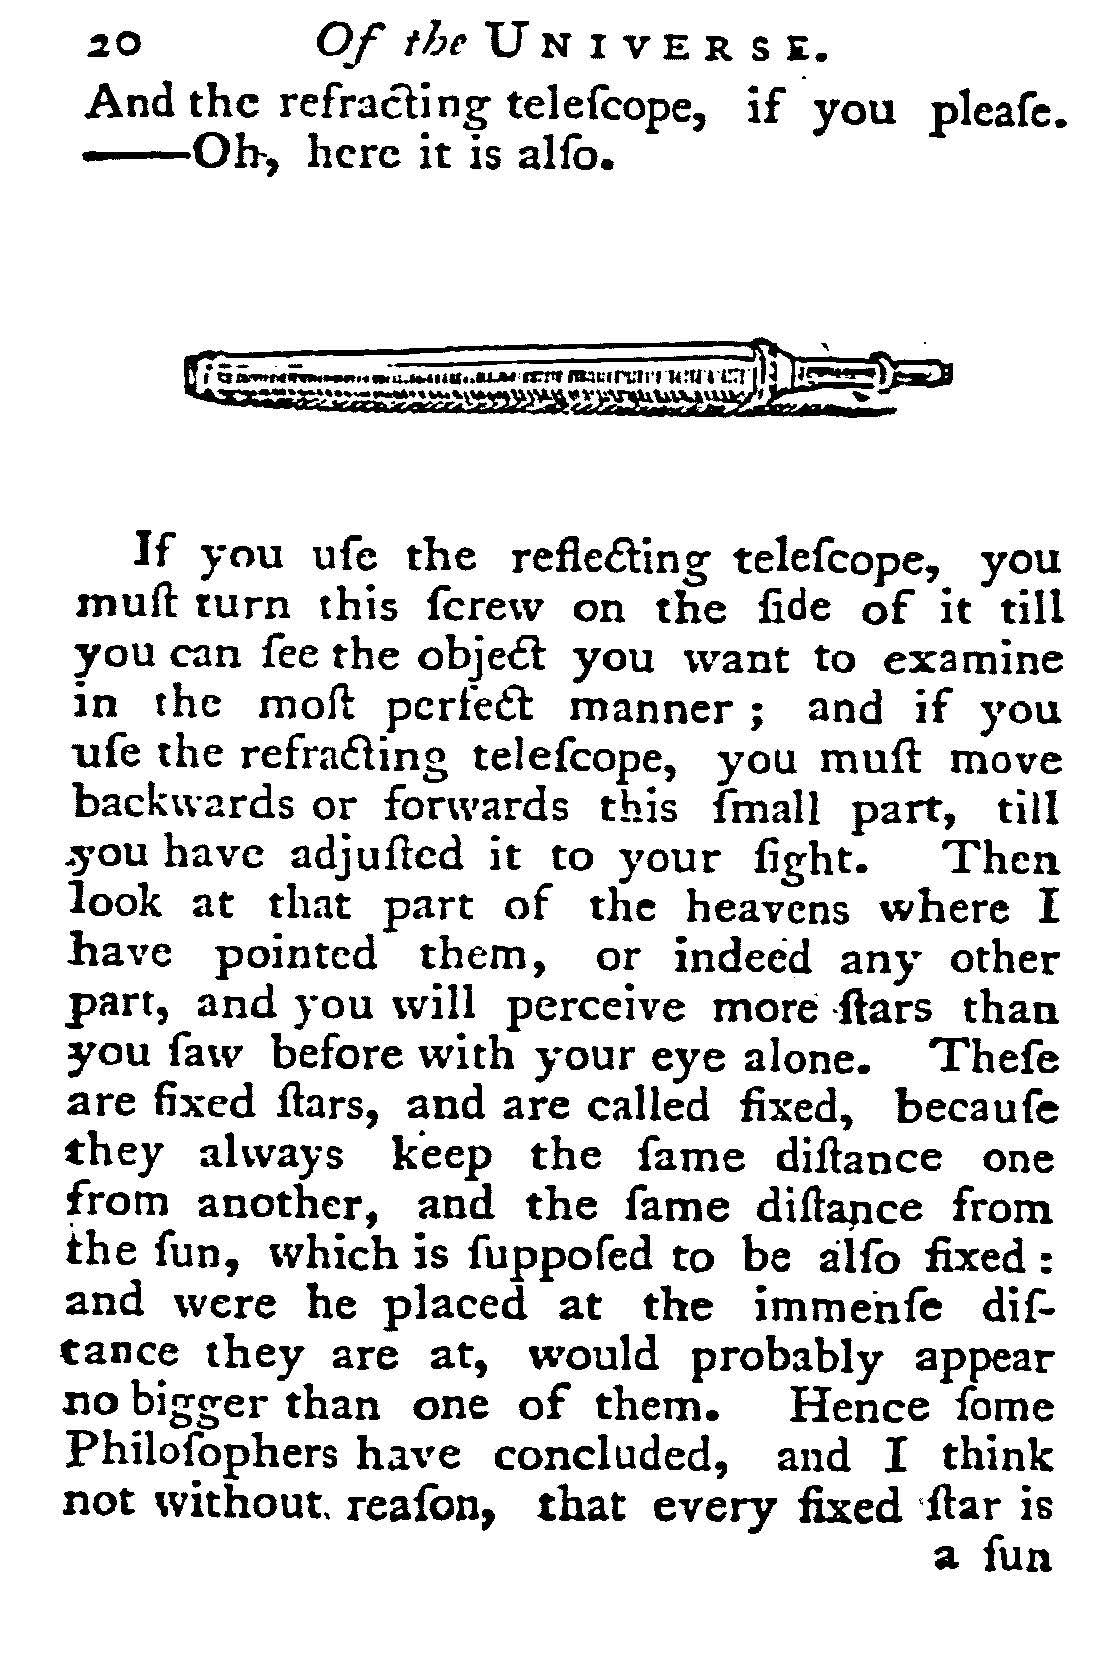 20 Of the UNIVERSE.
And the refracting teleſcope, if you pleaſe.
——Oh, here it is alſo.
If you uſe the reflecting teleſcope, you
muſt turn this ſcrew on the ſide of it till
you can ſee the object you want to examine
in the moſt perfect manner ; and if you
uſe the refracting teleſcope, you muſt move
backwards or forwards this ſmall part, till
you have adjuſted it to your ſight. Then
look at that part of the heavens where I
have pointed them, or indeed any other
part, and you will perceive more ſtars than
you ſaw before with your eye alone. Theſe
are fixed ſtars, and are called fixed, becauſe
they always keep the ſame diſtance one
from another, and the ſame diſtance from
the ſun, which is ſuppoſed to be alſo fixed :
and were he placed at the immenſe diſ-
tance they are at, would probably appear
no bigger than one of them. Hence ſome
Philoſophers have concluded, and I think
not without reaſon, that every fixed ſtar is
a ſun